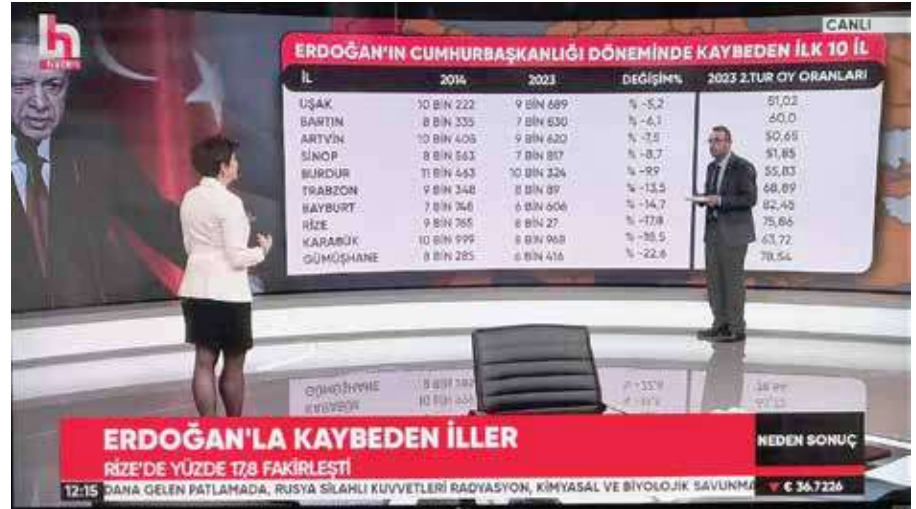 h
CANLI
ERDOĞAN'IN CUMHURBAŞKANLIĞI DÖNEMİNDE KAYBEDEN İLK 10 İL
İL 2014 2023 DEĞİŞİM% 2023 2.TUR OY ORANLARI
UŞAK 10 BİN 222 9 BİN 689 % -5,2 51,02
BARTIN 8 BİN 335 7 BİN 830 % -6,1 60,0
ARTVİN 10 BİN 405 9 BİN 620 % -7,5 50,65
SİNOP 8 BİN 563 7 BİN 817 % -8,7 51,85
BURDUR 11 BİN 463 10 BİN 324 % -9,9 55,83
TRABZON 9 BİN 348 8 BİN 89 % -13,5 68,89
BAYBURT 7 BİN 748 6 BİN 606 % -14,7 82,45
RİZE 9 BİN 765 8 BİN 27 % -17,8 75,86
KARABÜK 10 BİN 999 8 BİN 968 % -18,5 63,72
GÜMÜŞHANE 8 BİN 285 6 BİN 416 % -22,6 78,54
ERDOĞAN'LA KAYBEDEN İLLER
NEDEN SONUÇ
RİZE'DE YÜZDE 17,8 FAKİRLEŞTİ
12:15 DANA GELEN PATLAMADA, RUSYA SİLAHLI KUVVETLERİ RADYASYON, KİMYASAL VE BİYOLOJİK SAVUNMA € 36.7226